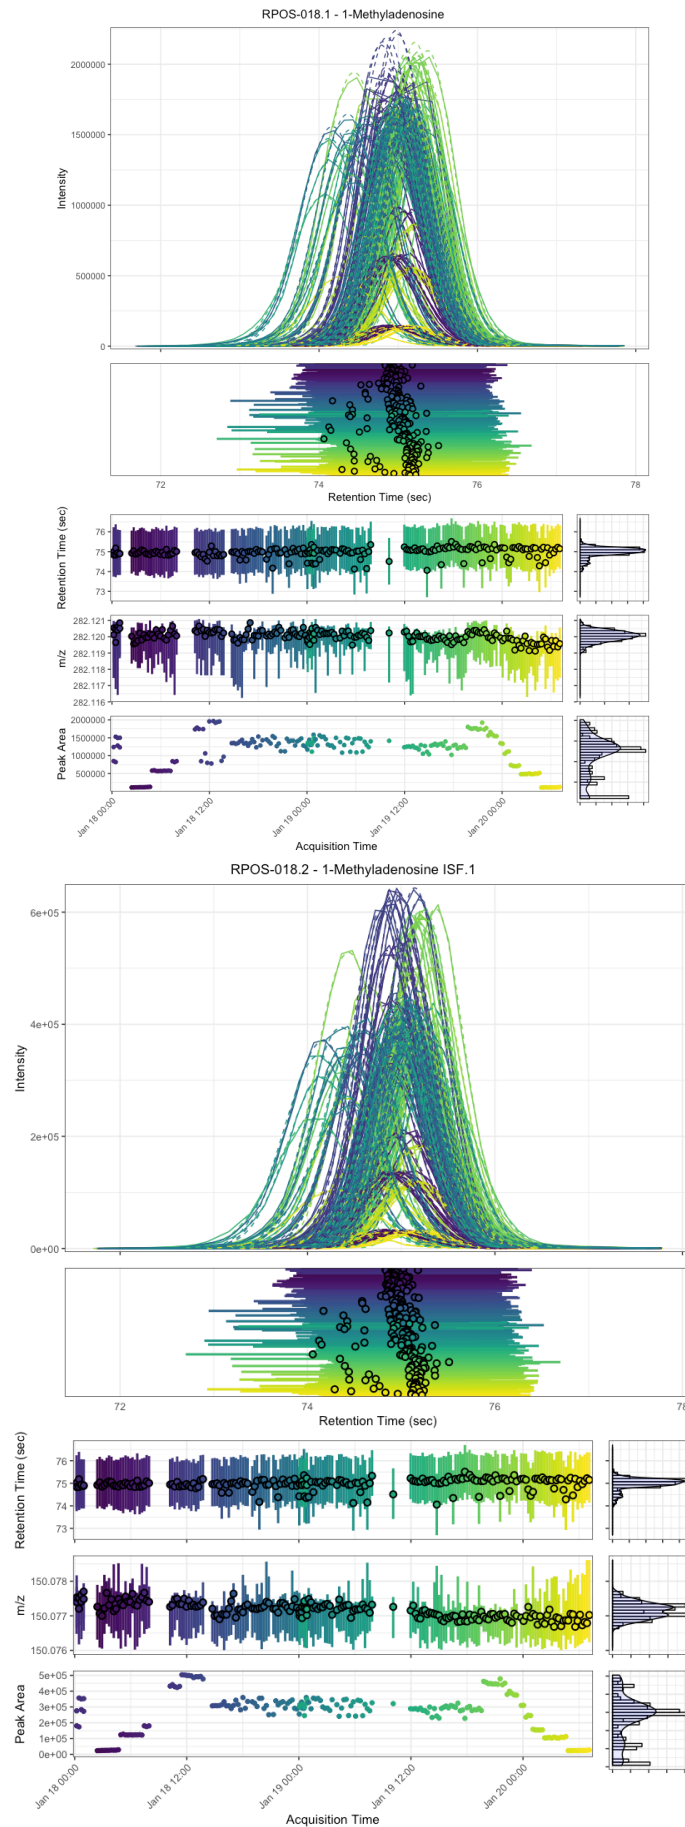 RPOS-018.1 - 1-Methyladenosine
2000000
1500000
1000000
500000
0
Intensity
72
74
76
78
Retention Time (sec)
Retention Time (sec)
76
75
74
73
m/z
282.121
282.120
282.119
282.118
282.117
282.116
Peak Area
2000000
1500000
1000000
500000
Jan 18 00:00
Jan 18 12:00
Jan 19 00:00
Jan 19 12:00
Jan 20 00:00
Acquisition Time
RPOS-018.2 - 1-Methyladenosine ISF.1
6e+05
4e+05
2e+05
0e+00
Intensity
72
74
76
78
Retention Time (sec)
Retention Time (sec)
76
75
74
73
m/z
150.078
150.077
150.076
Peak Area
5e+05
4e+05
3e+05
2e+05
1e+05
0e+00
Jan 18 00:00
Jan 18 12:00
Jan 19 00:00
Jan 19 12:00
Jan 20 00:00
Acquisition Time